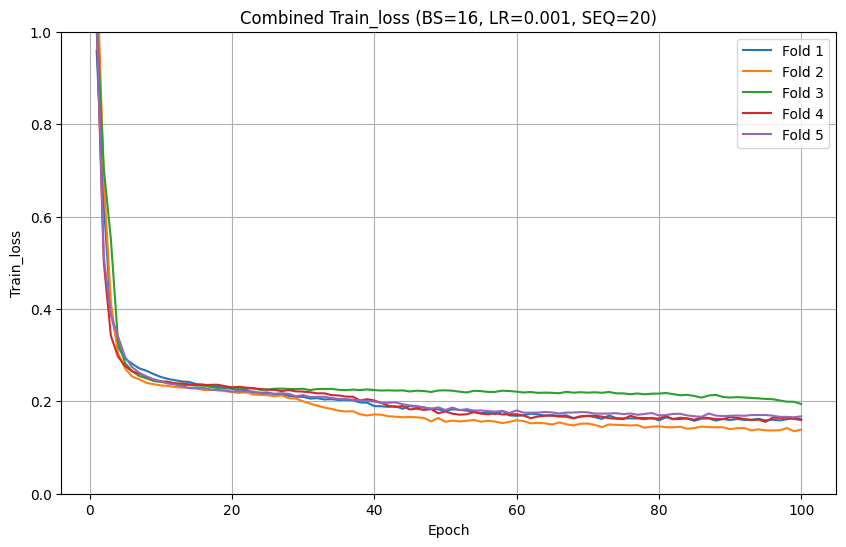 Combined Train_loss (BS=16, LR=0.001, SEQ=20)
Fold 1
Fold 2
Fold 3
Fold 4
Fold 5
Train_loss
1.0
0.8
0.6
0.4
0.2
0.0
0 20 40 60 80 100
Epoch